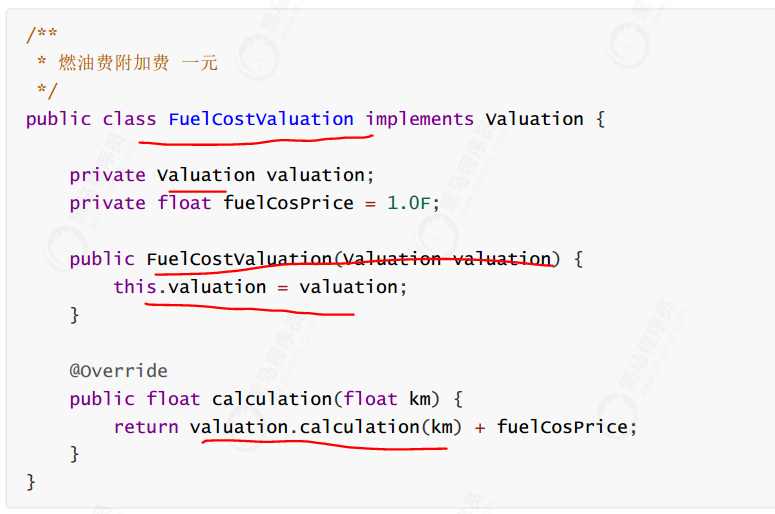 /**
 * 燃油费附加费 一元
 */
public class FuelCostValuation implements Valuation {
    private Valuation valuation;
    private float fuelCosPrice = 1.0F;
    public FuelCostValuation(Valuation valuation) {
        this.valuation = valuation;
    }
    @Override
    public float calculation(float km) {
        return valuation.calculation(km) + fuelCosPrice;
    }
}